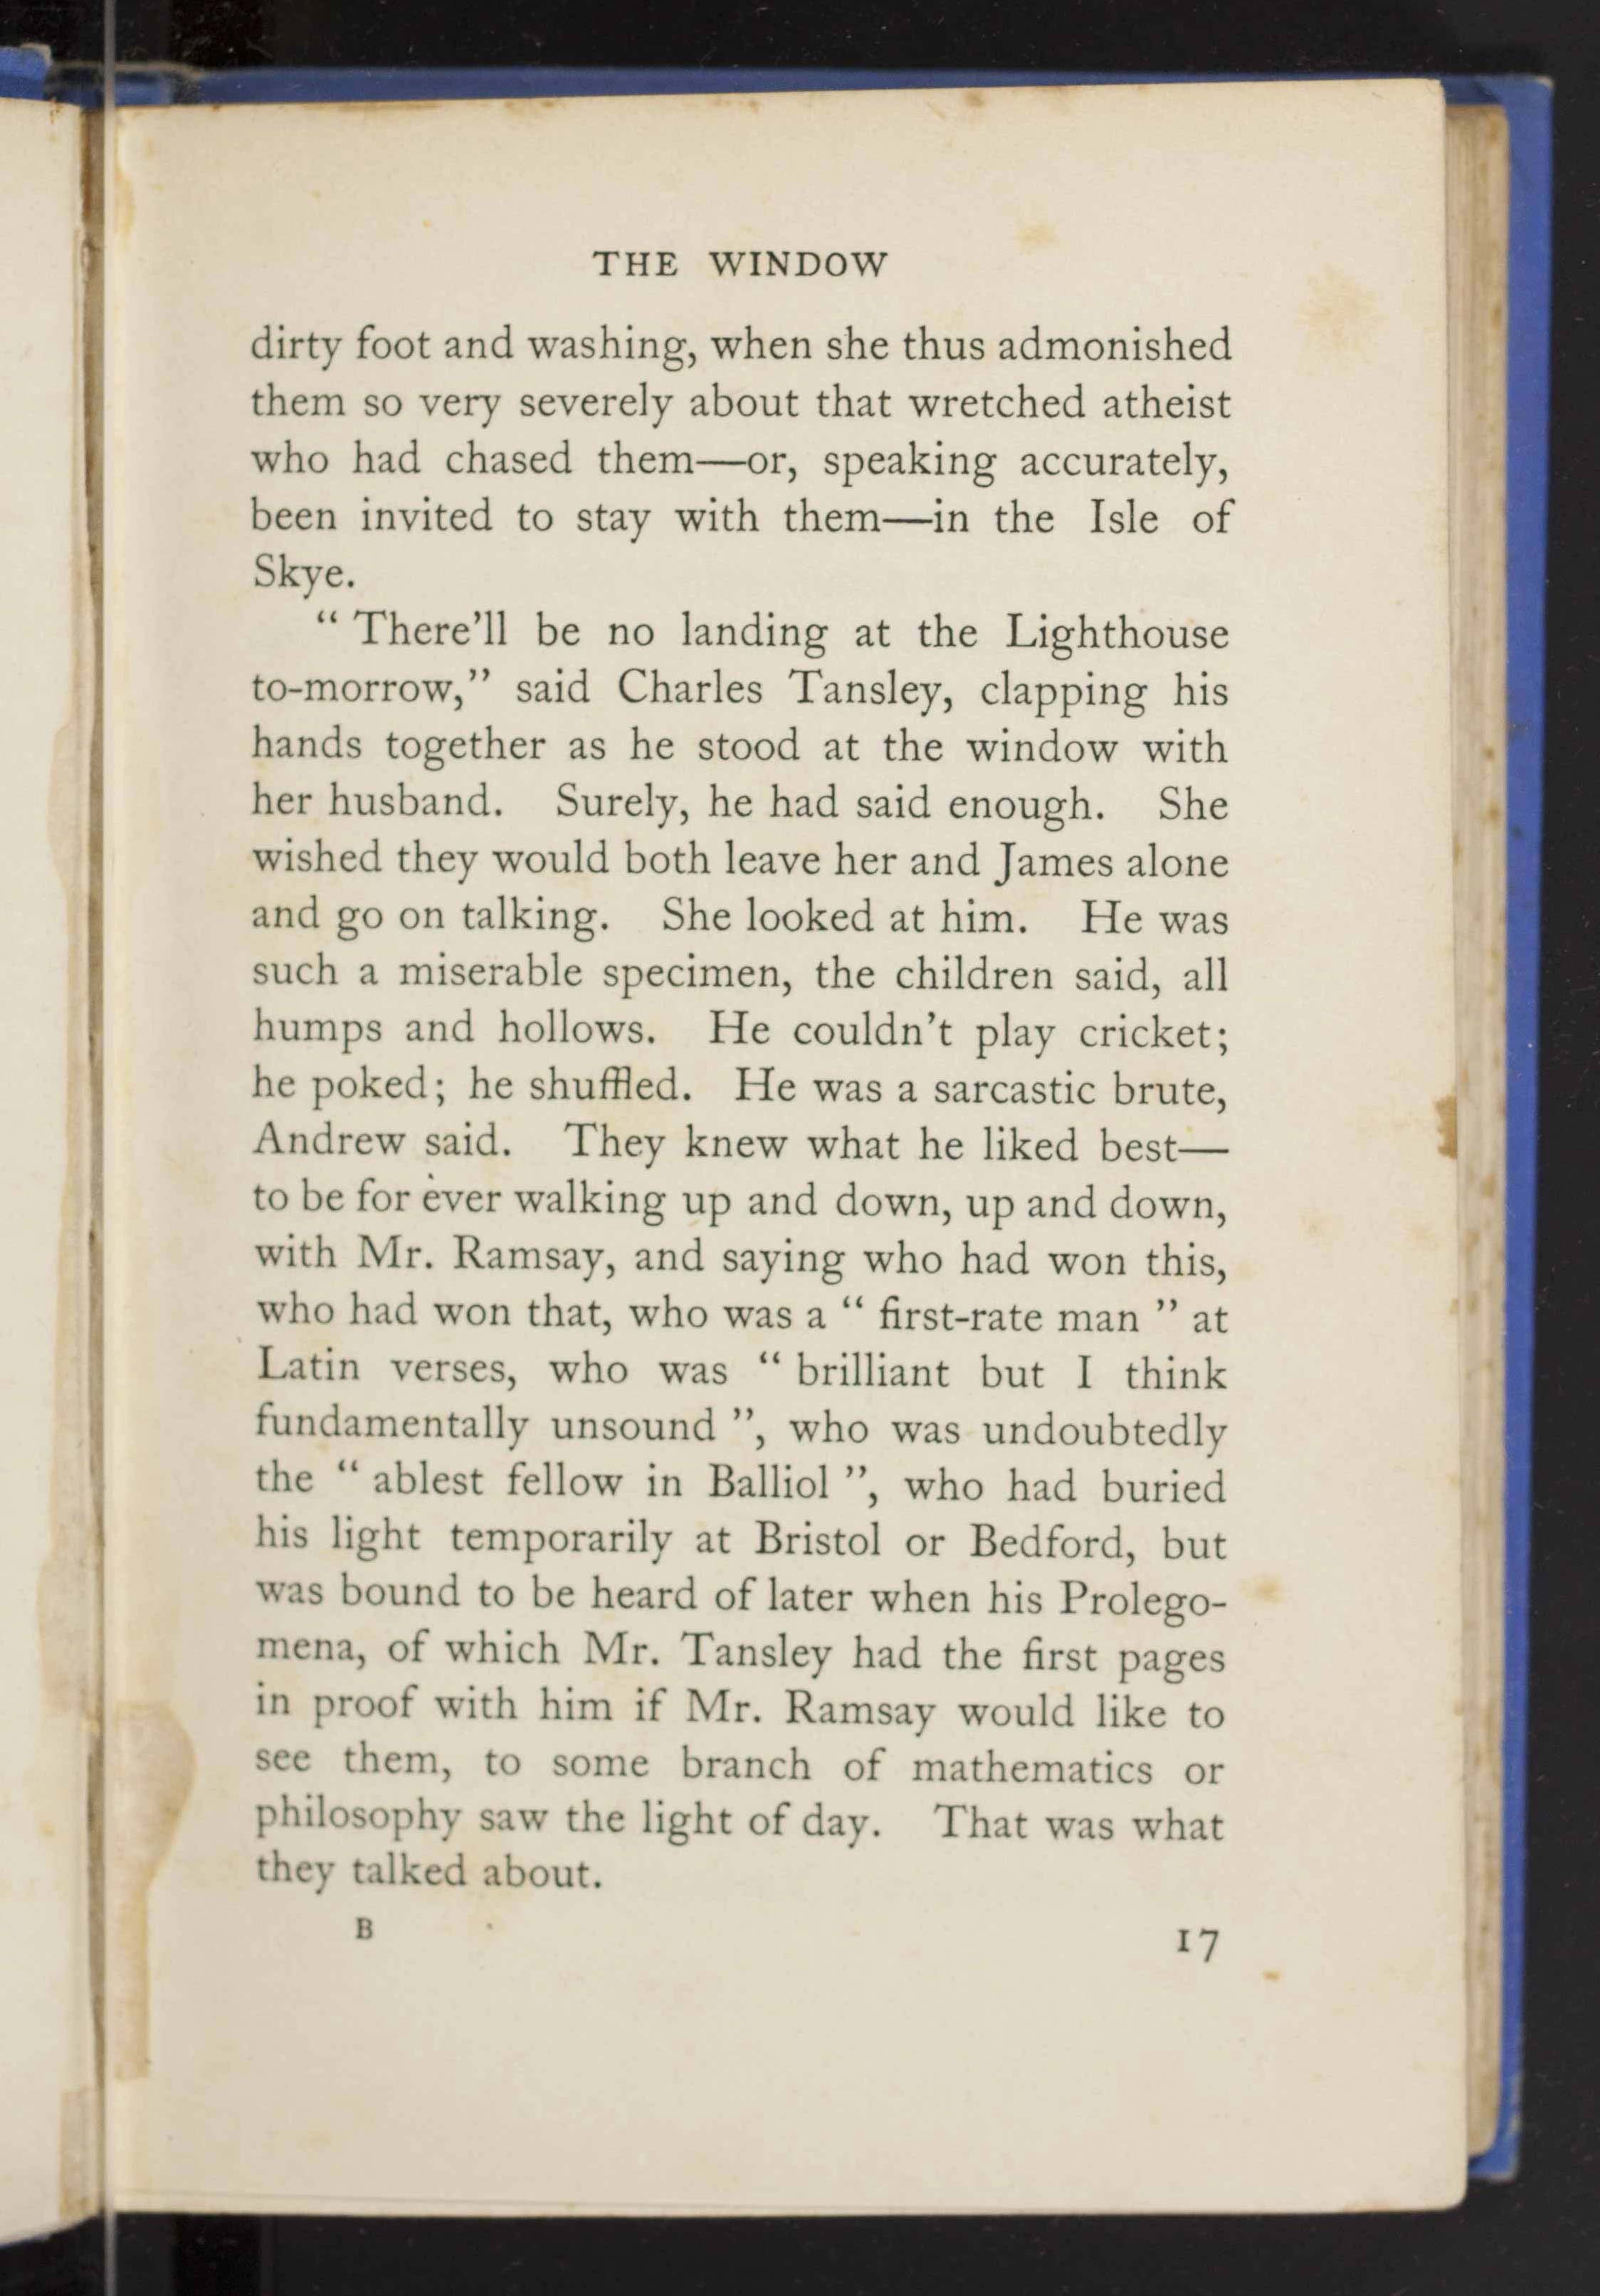 THE WINDOW
dirty foot and washing, when she thus admonished
them so very severely about that wretched atheist
who had chased them—or, speaking accurately,
been invited to stay with them—in the Isle of
Skye.
“ There’ll be no landing at the Lighthouse
to-morrow,” said Charles Tansley, clapping his
hands together as he stood at the window with
her husband. Surely, he had said enough. She
wished they would both leave her and James alone
and go on talking. She looked at him. He was
such a miserable specimen, the children said, all
humps and hollows. He couldn’t play cricket;
he poked; he shuffled. He was a sarcastic brute,
Andrew said. They knew what he liked best—
to be for ever walking up and down, up and down,
with Mr. Ramsay, and saying who had won this,
who had won that, who was a “ first-rate man ” at
Latin verses, who was “ brilliant but I think
fundamentally unsound ”, who was undoubtedly
the “ ablest fellow in Balliol ”, who had buried
his light temporarily at Bristol or Bedford, but
was bound to be heard of later when his Prolego-
mena, of which Mr. Tansley had the first pages
in proof with him if Mr. Ramsay would like to
see them, to some branch of mathematics or
philosophy saw the light of day. That was what
they talked about.
B 17